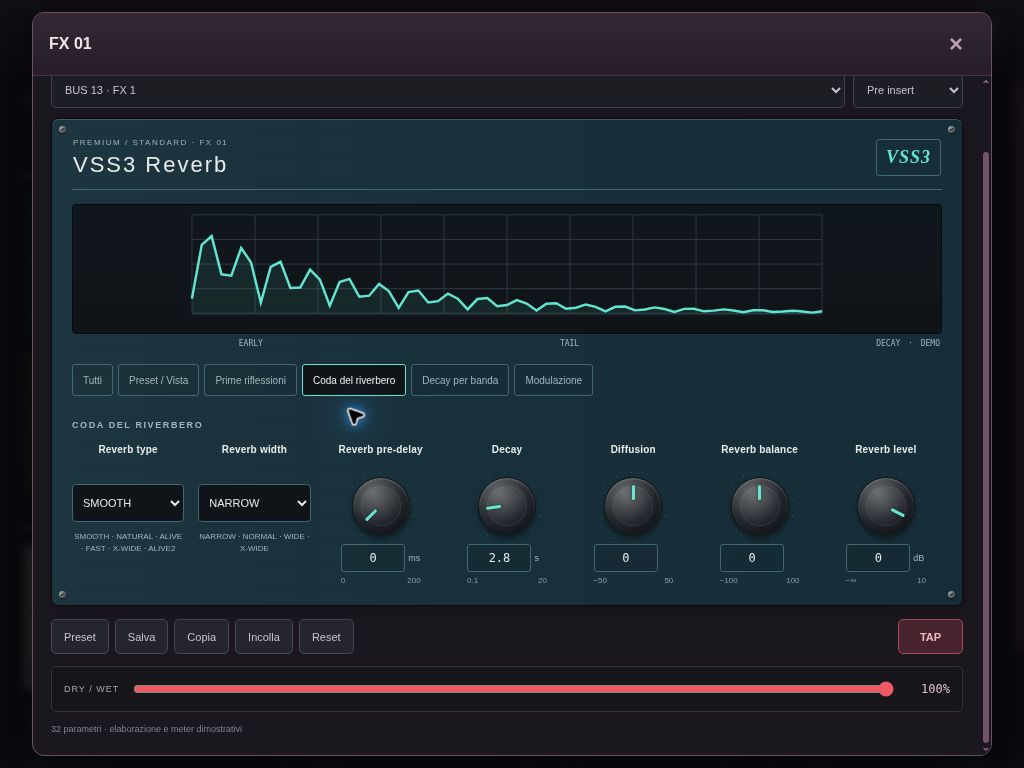 FX 01 ×
BUS 13 · FX 1 Pre insert
PREMIUM / STANDARD · FX 01
VSS3 Reverb
VSS3
EARLY TAIL DECAY · DEMO
Tutti Preset / Vista Prime riflessioni Coda del riverbero Decay per banda Modulazione
CODA DEL RIVERBERO
Reverb type Reverb width Reverb pre-delay Decay Diffusion Reverb balance Reverb level
SMOOTH NARROW
SMOOTH · NATURAL · ALIVE NARROW · NORMAL · WIDE ·
· FAST · X-WIDE · ALIVE2 X-WIDE
0 ms 2.8 s 0 0 0 dB
0 200 0.1 20 −50 50 −100 100 −∞ 10
Preset Salva Copia Incolla Reset TAP
DRY / WET 100%
32 parametri · elaborazione e meter dimostrativi